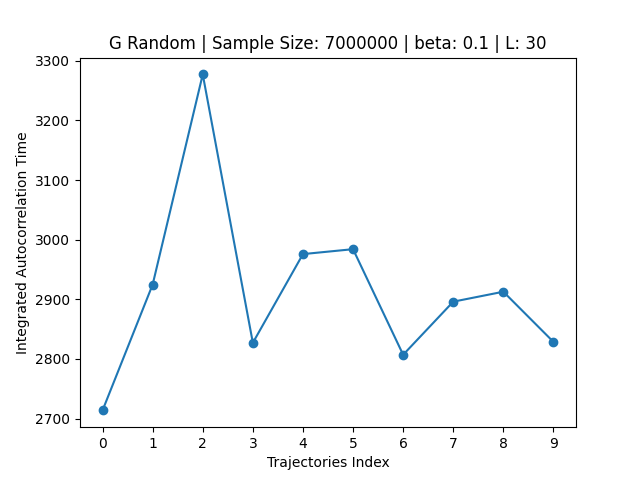 G Random | Sample Size: 7000000 | beta: 0.1 | L: 30
3300
3200
3100
3000
2900
2800
2700
Integrated Autocorrelation Time
0 1 2 3 4 5 6 7 8 9
Trajectories Index